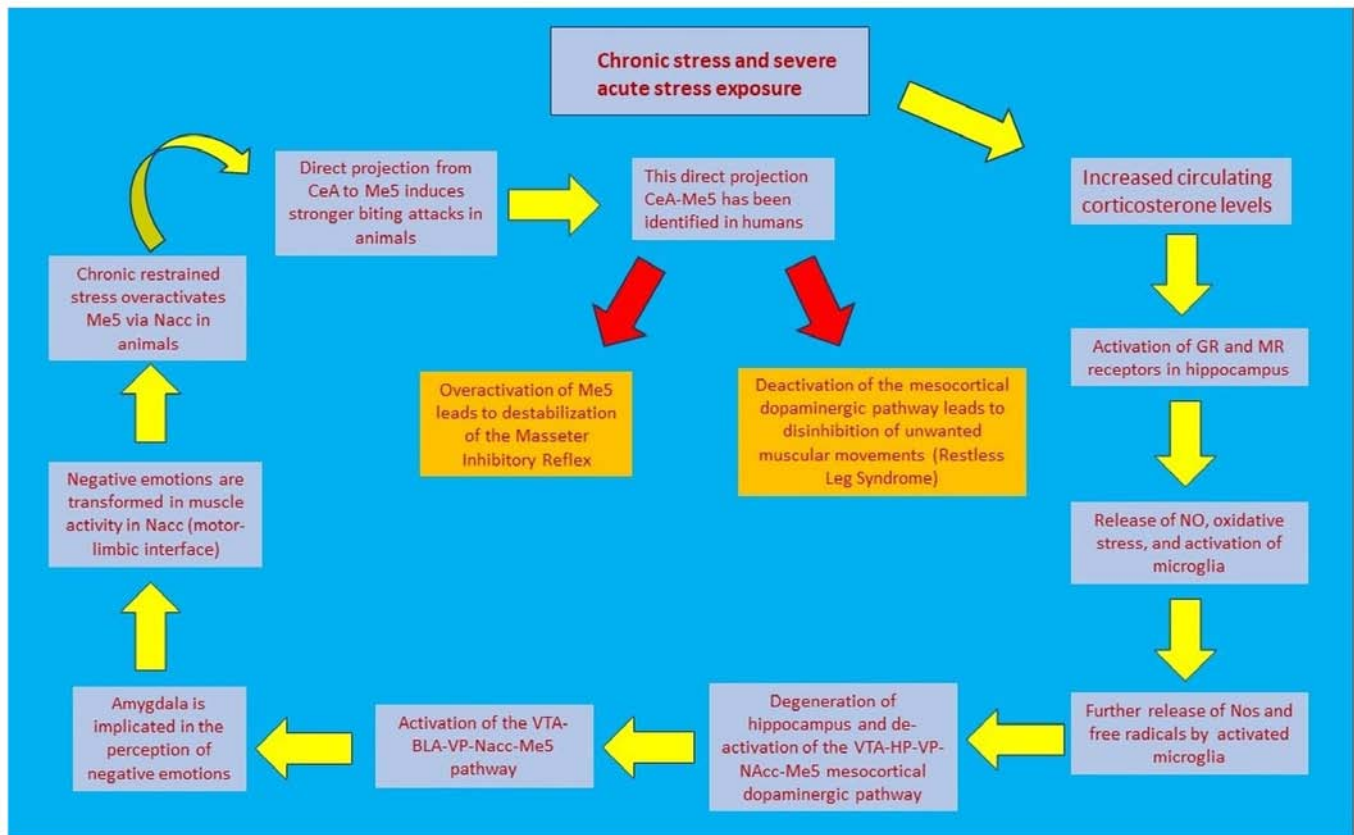 Chronic stress and severe
acute stress exposure
Increased circulating
corticosterone levels
Activation of GR and MR
receptors in hippocampus
Release of NO, oxidative
stress, and activation of
microglia
Further release of Nos and
free radicals by activated
microglia
Degeneration of
hippocampus and de-
activation of the VTA-HP-VP-
NAcc-Me5 mesocortical
dopaminergic pathway
Activation of the VTA-
BLA-VP-Nacc-Me5
pathway
Amygdala is
implicated in the
perception of
negative emotions
Negative emotions are
transformed in muscle
activity in Nacc (motor-
limbic interface)
Chronic restrained
stress overactivates
Me5 via Nacc in
animals
Direct projection from
CeA to Me5 induces
stronger biting attacks in
animals
This direct projection
CeA-Me5 has been
identified in humans
Overactivation of Me5
leads to destabilization
of the Masseter
Inhibitory Reflex
Deactivation of the mesocortical
dopaminergic pathway leads to
disinhibition of unwanted
muscular movements (Restless
Leg Syndrome)